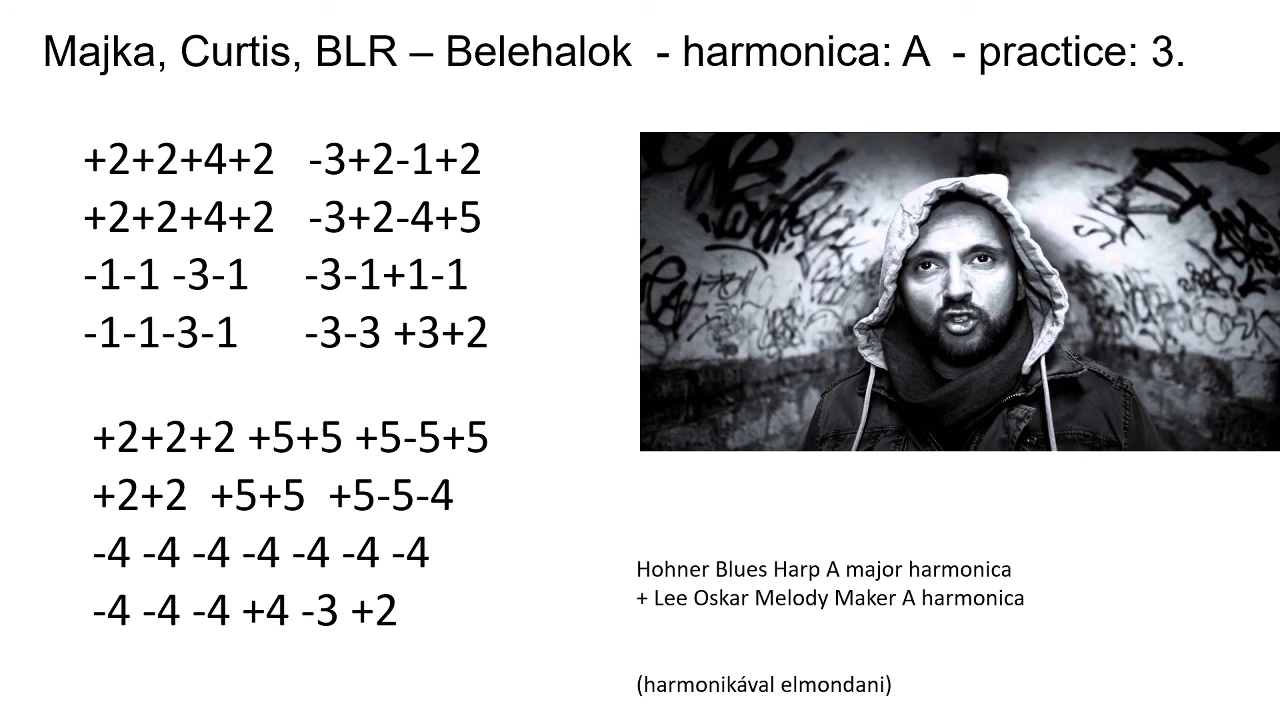 Majka, Curtis, BLR – Belehalok  - harmonica: A  - practice: 3.
+2+2+4+2   -3+2-1+2
+2+2+4+2   -3+2-4+5
-1-1 -3-1     -3-1+1-1
-1-1-3-1      -3-3 +3+2
+2+2+2 +5+5 +5-5+5
+2+2  +5+5  +5-5-4
-4 -4 -4 -4 -4 -4 -4
-4 -4 -4 +4 -3 +2
Hohner Blues Harp A major harmonica
+ Lee Oskar Melody Maker A harmonica
(harmonikával elmondani)